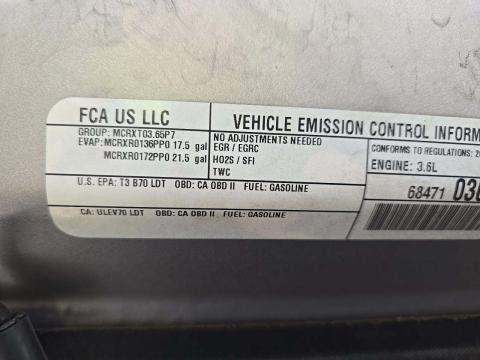 FCA US LLC
VEHICLE EMISSION CONTROL
GROUP: MCRXT03.65P7
EVAP: MCRXR0136PP0 17.5 gal
MCRXR0172PP0 21.5 gal
NO ADJUSTMENTS NEEDED
EGR / EGRC
HO2S / SFI
TWC
CONFORMS TO REGULATIONS:
ENGINE: 3.6L
U.S. EPA: T3 B70 LDT OBD: CA OBD II FUEL: GASOLINE
CA: ULEV70 LDT OBD: CA OBD II FUEL: GASOLINE
68471